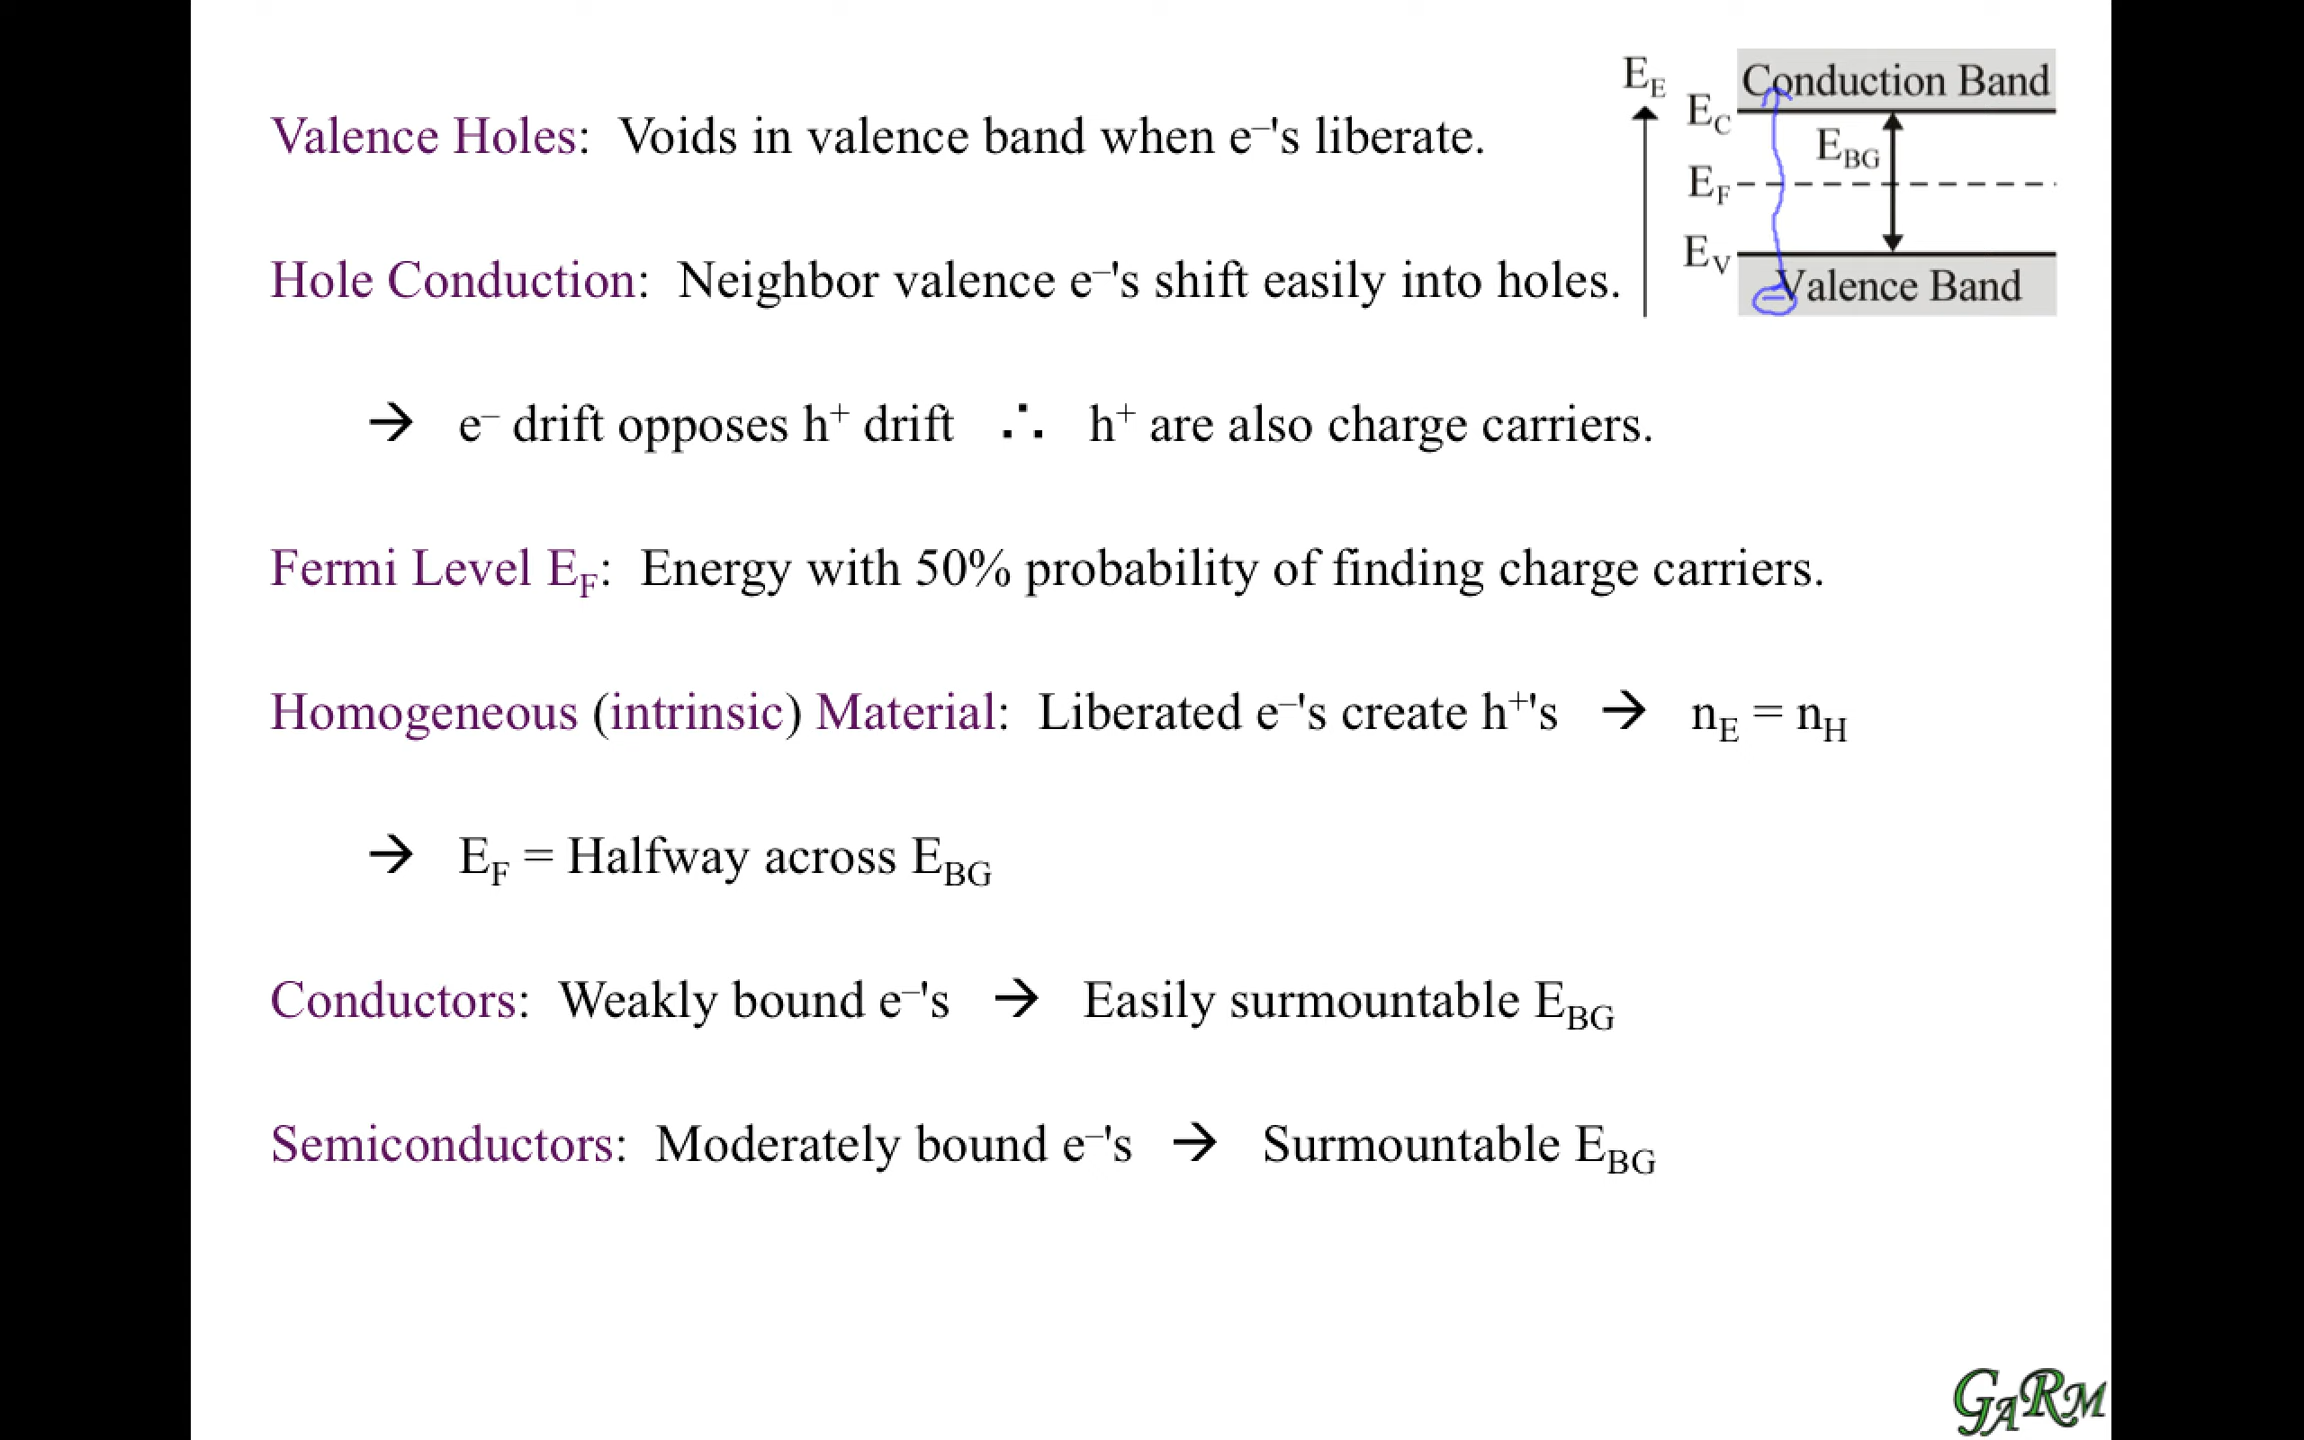 E_E
Conduction Band
E_C
E_BG
Valence Holes: Voids in valence band when e⁻'s liberate.
E_F
E_V
Hole Conduction: Neighbor valence e⁻'s shift easily into holes.
Valence Band
→ e⁻ drift opposes h⁺ drift ∴ h⁺ are also charge carriers.
Fermi Level E_F: Energy with 50% probability of finding charge carriers.
Homogeneous (intrinsic) Material: Liberated e⁻'s create h⁺'s → n_E = n_H
→ E_F = Halfway across E_BG
Conductors: Weakly bound e⁻'s → Easily surmountable E_BG
Semiconductors: Moderately bound e⁻'s → Surmountable E_BG
GARM